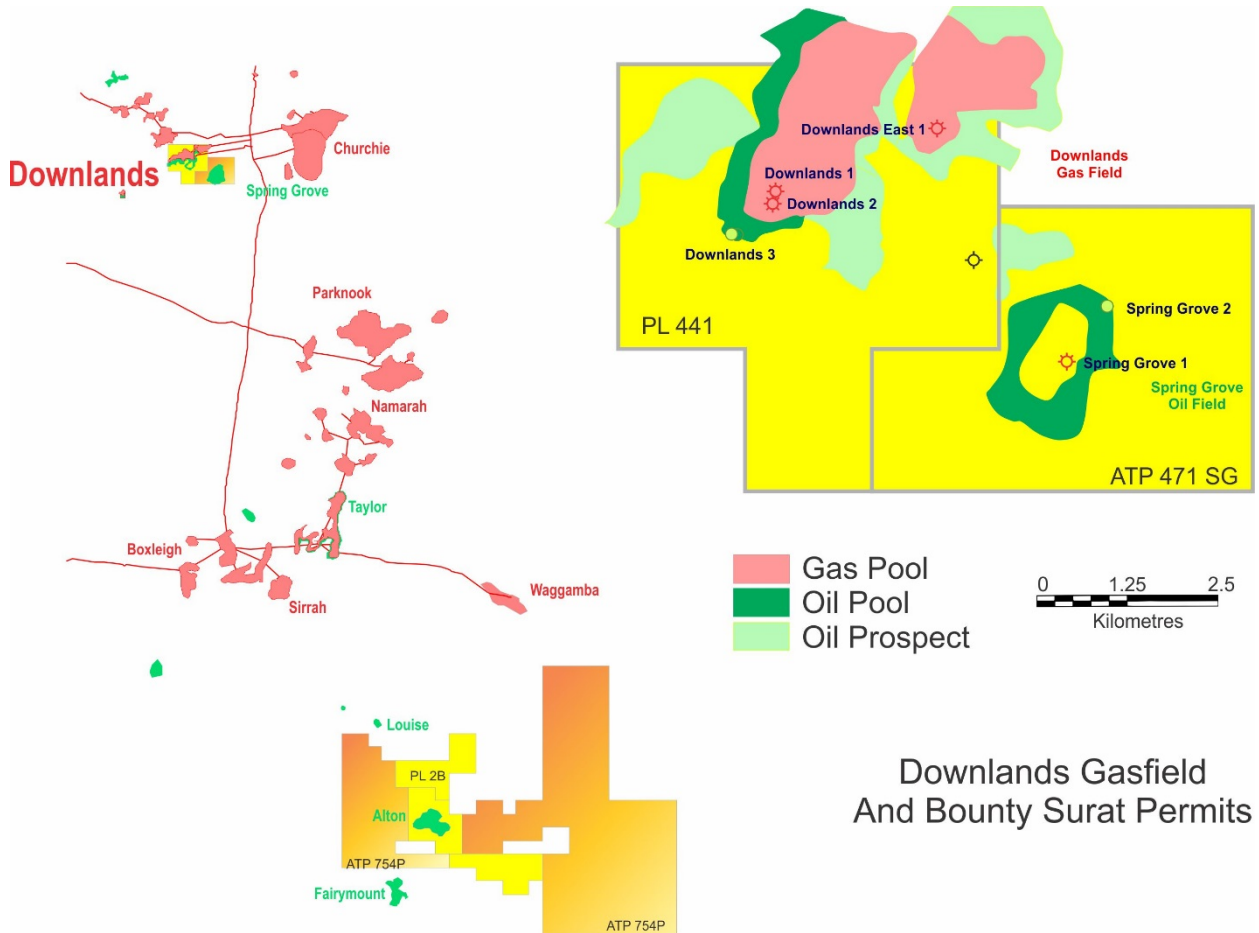 Downlands
Churchie
Spring Grove
Parknook
Namarah
Taylor
Boxleigh
Sirrah
Waggamba
Louise
PL 2B
Alton
ATP 754P
Fairymount
ATP 754P
Downlands East 1
Downlands 1
Downlands 2
Downlands 3
Downlands
Gas Field
PL 441
Spring Grove 2
Spring Grove 1
Spring Grove
Oil Field
ATP 471 SG
Gas Pool
Oil Pool
Oil Prospect
0 1.25 2.5
Kilometres
Downlands Gasfield
And Bounty Surat Permits